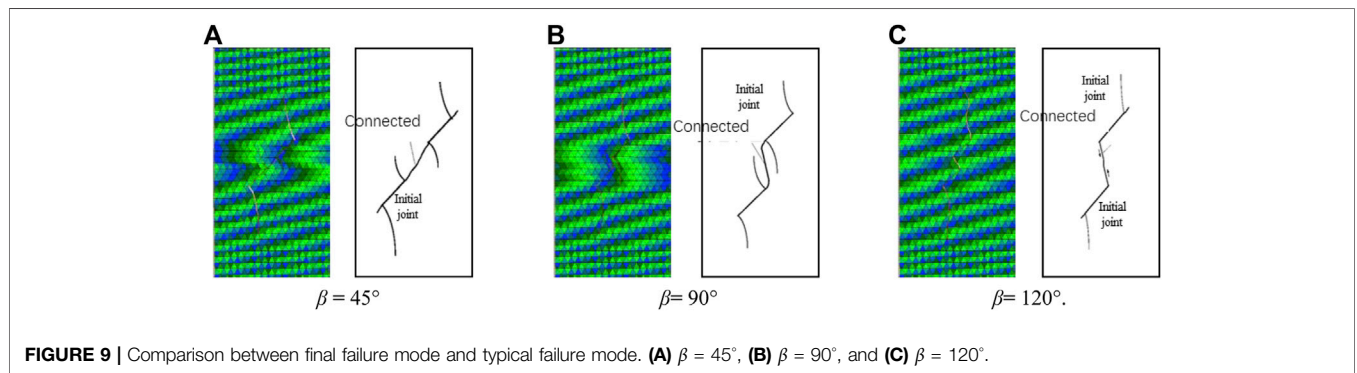 A
B
C
Connected
Initial
joint
Initial
joint
Connected
Initial
joint
Connected
Initial
joint
β = 45°
β= 90°
β= 120°.
FIGURE 9 | Comparison between final failure mode and typical failure mode. (A) β = 45°, (B) β = 90°, and (C) β = 120°.